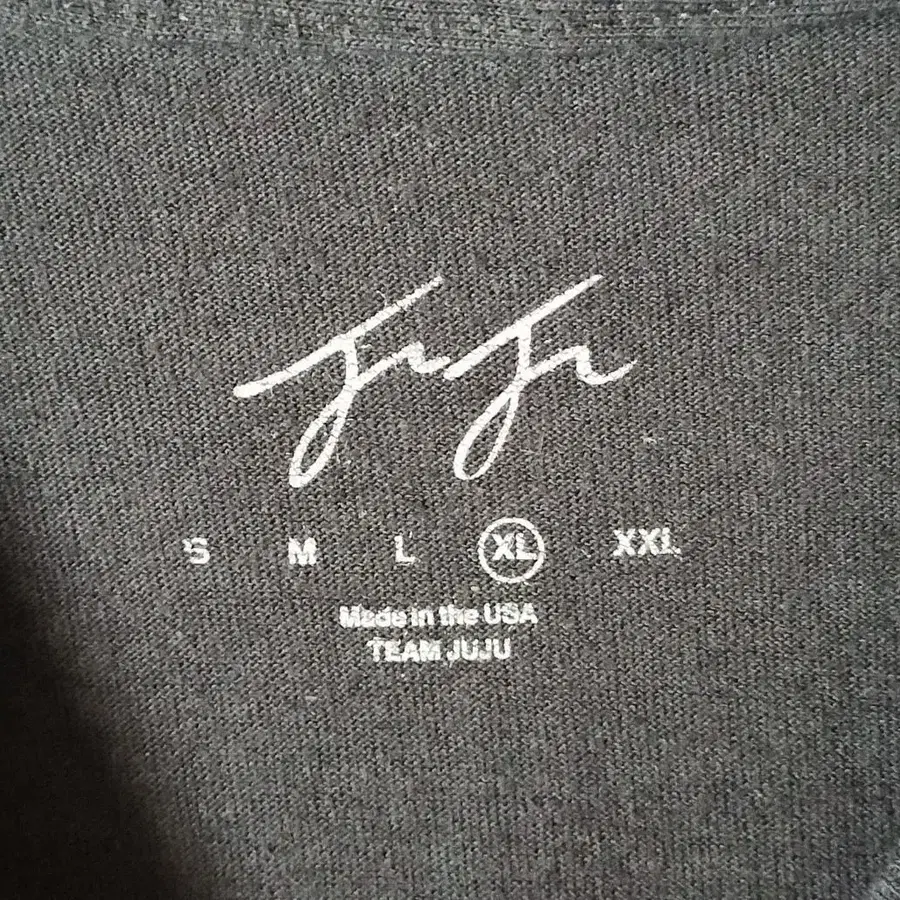 JuJu
S M L XL XXL
Made in the USA
TEAM JUJU